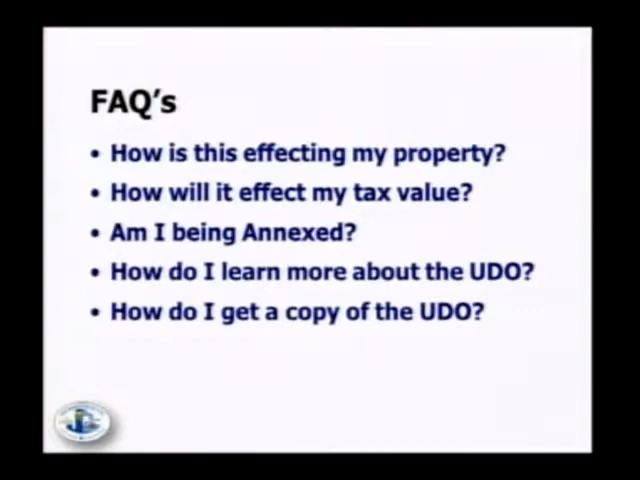 FAQ's
• How is this effecting my property?
• How will it effect my tax value?
• Am I being Annexed?
• How do I learn more about the UDO?
• How do I get a copy of the UDO?